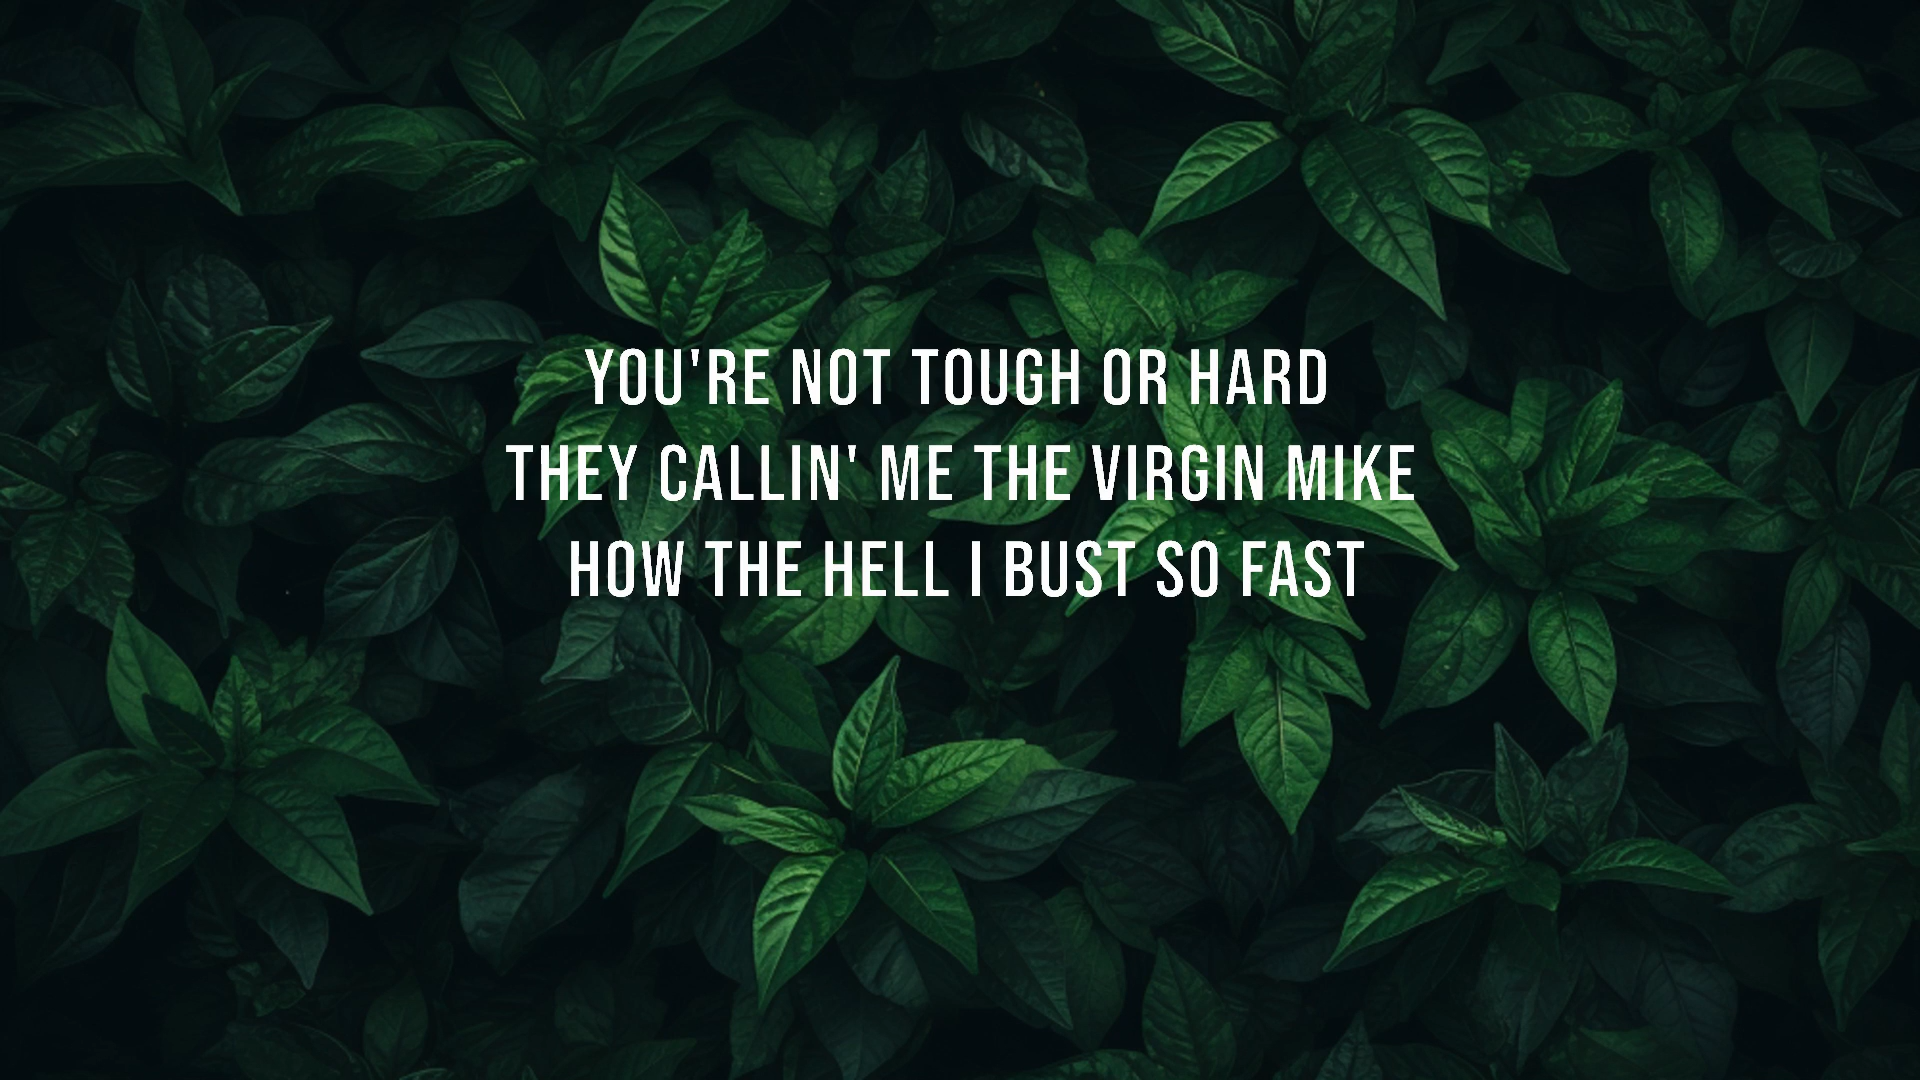 YOU'RE NOT TOUGH OR HARD
THEY CALLIN' ME THE VIRGIN MIKE
HOW THE HELL I BUST SO FAST